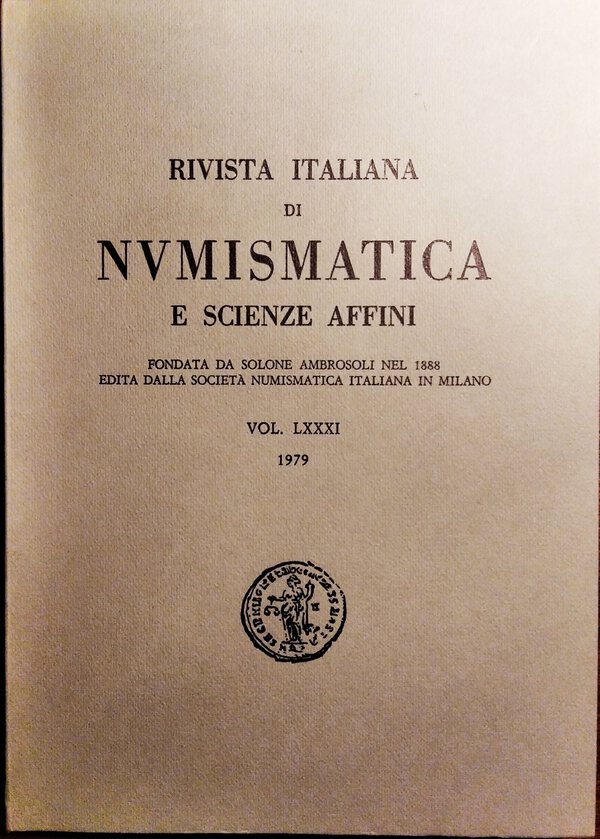 RIVISTA ITALIANA
DI
NVMISMATICA
E SCIENZE AFFINI
FONDATA DA SOLONE AMBROSOLI NEL 1888
EDITA DALLA SOCIETÀ NUMISMATICA ITALIANA IN MILANO
VOL. LXXXI
1979